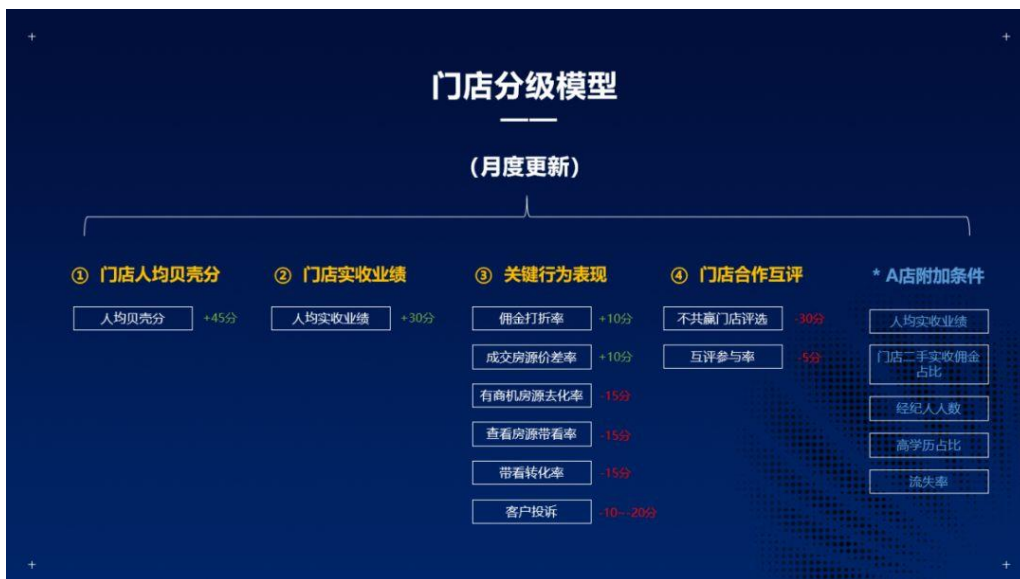 门店分级模型
（月度更新）
① 门店人均贝壳分
人均贝壳分 +45分
② 门店实收业绩
人均实收业绩 +30分
③ 关键行为表现
佣金打折率 +10分
成交房源价差率 +10分
有商机房源去化率 -15分
查看房源带看率 -15分
带看转化率 -15分
客户投诉 -10~-20分
④ 门店合作互评
不共赢门店评选 -30分
互评参与率 -5分
* A店附加条件
人均实收业绩
门店二手实收佣金
占比
经纪人人数
高学历占比
流失率